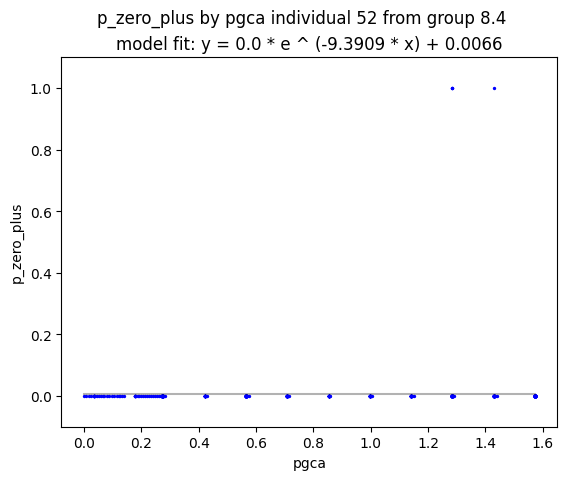 p_zero_plus by pgca individual 52 from group 8.4
model fit: y = 0.0 * e ^ (-9.3909 * x) + 0.0066
1.0
0.8
0.6
0.4
0.2
0.0
p_zero_plus
0.0 0.2 0.4 0.6 0.8 1.0 1.2 1.4 1.6
pgca